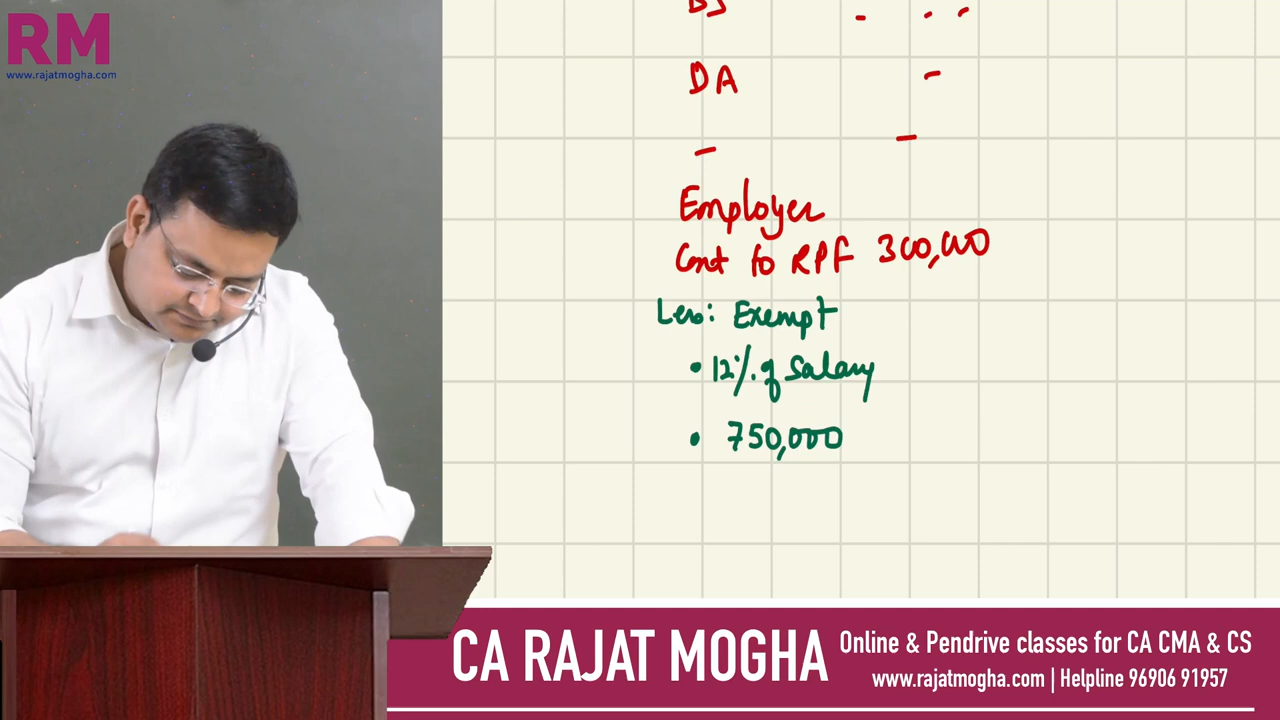 RM
www.rajatmogha.com
BS
DA
Employer
Cont to RPF 300,000
Less: Exempt
• 12% of Salary
• 750,000
CA RAJAT MOGHA
Online & Pendrive classes for CA CMA & CS
www.rajatmogha.com | Helpline 96906 91957